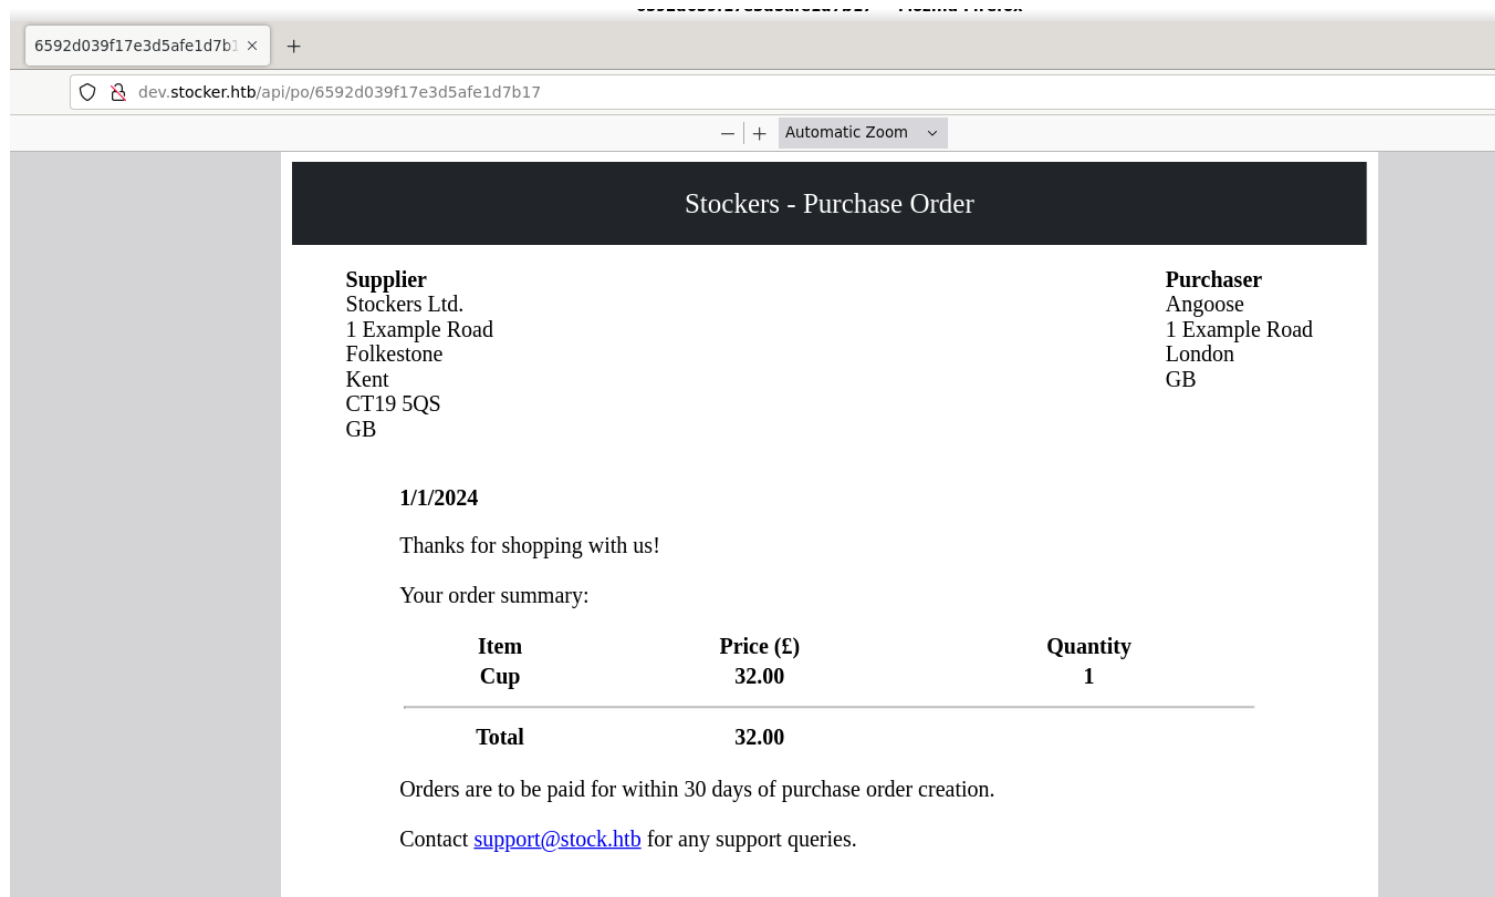 6592d039f17e3d5afe1d7b17 — Mozilla Firefox
6592d039f17e3d5afe1d7b1
dev.stocker.htb/api/po/6592d039f17e3d5afe1d7b17
Automatic Zoom
Stockers - Purchase Order
Supplier
Stockers Ltd.
1 Example Road
Folkestone
Kent
CT19 5QS
GB
Purchaser
Angoose
1 Example Road
London
GB
1/1/2024
Thanks for shopping with us!
Your order summary:
Item Price (£) Quantity
Cup 32.00 1
Total 32.00
Orders are to be paid for within 30 days of purchase order creation.
Contact support@stock.htb for any support queries.